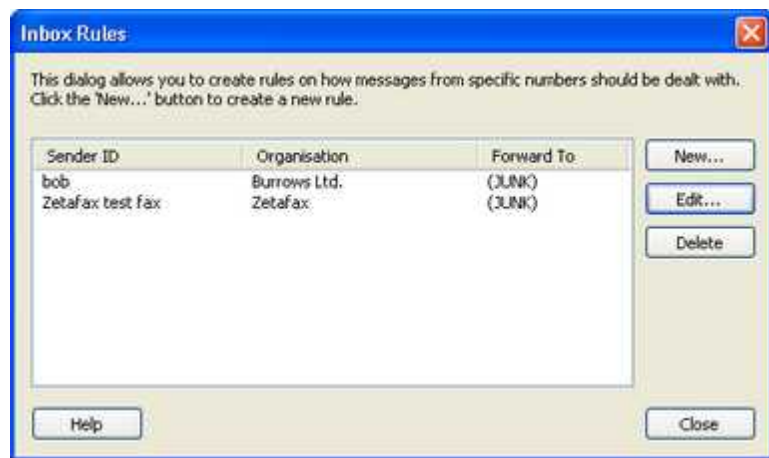 Inbox Rules
This dialog allows you to create rules on how messages from specific numbers should be dealt with.
Click the 'New...' button to create a new rule.
Sender ID Organisation Forward To
bob Burrows Ltd. (JUNK)
Zetafax test fax Zetafax (JUNK)
New...
Edit...
Delete
Help Close